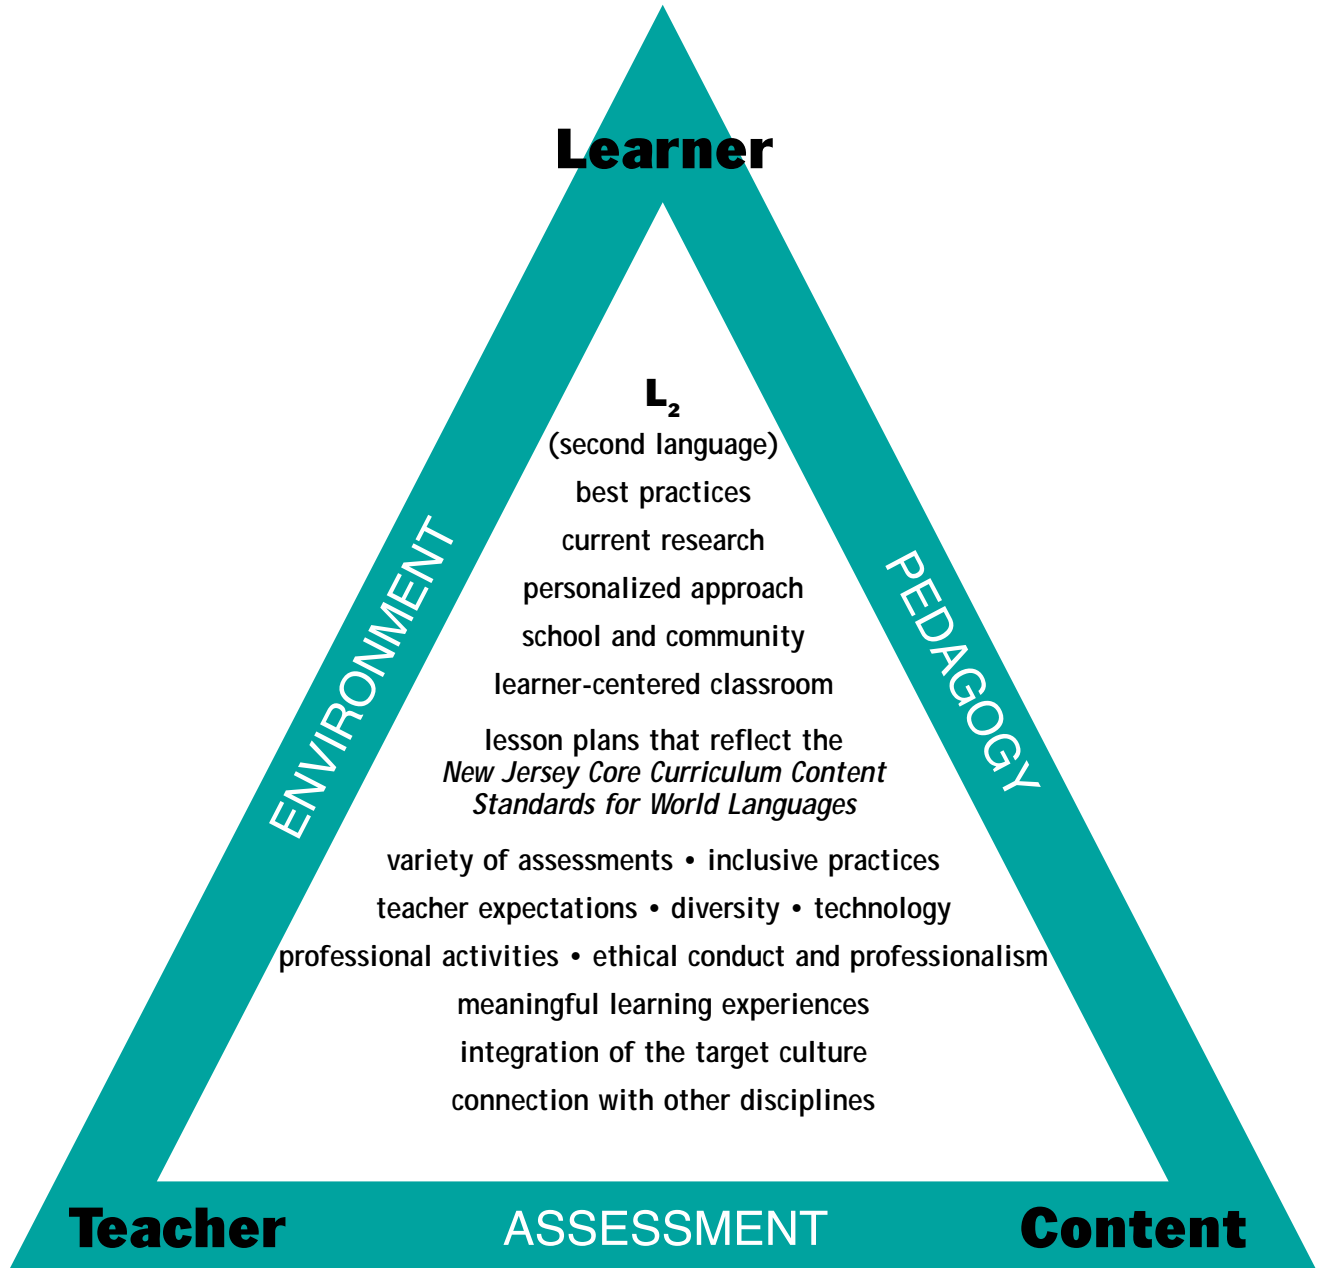 Learner
L₂
(second language)
best practices
current research
personalized approach
school and community
learner-centered classroom
lesson plans that reflect the
New Jersey Core Curriculum Content
Standards for World Languages
variety of assessments • inclusive practices
teacher expectations • diversity • technology
professional activities • ethical conduct and professionalism
meaningful learning experiences
integration of the target culture
connection with other disciplines
ENVIRONMENT
PEDAGOGY
Teacher
ASSESSMENT
Content